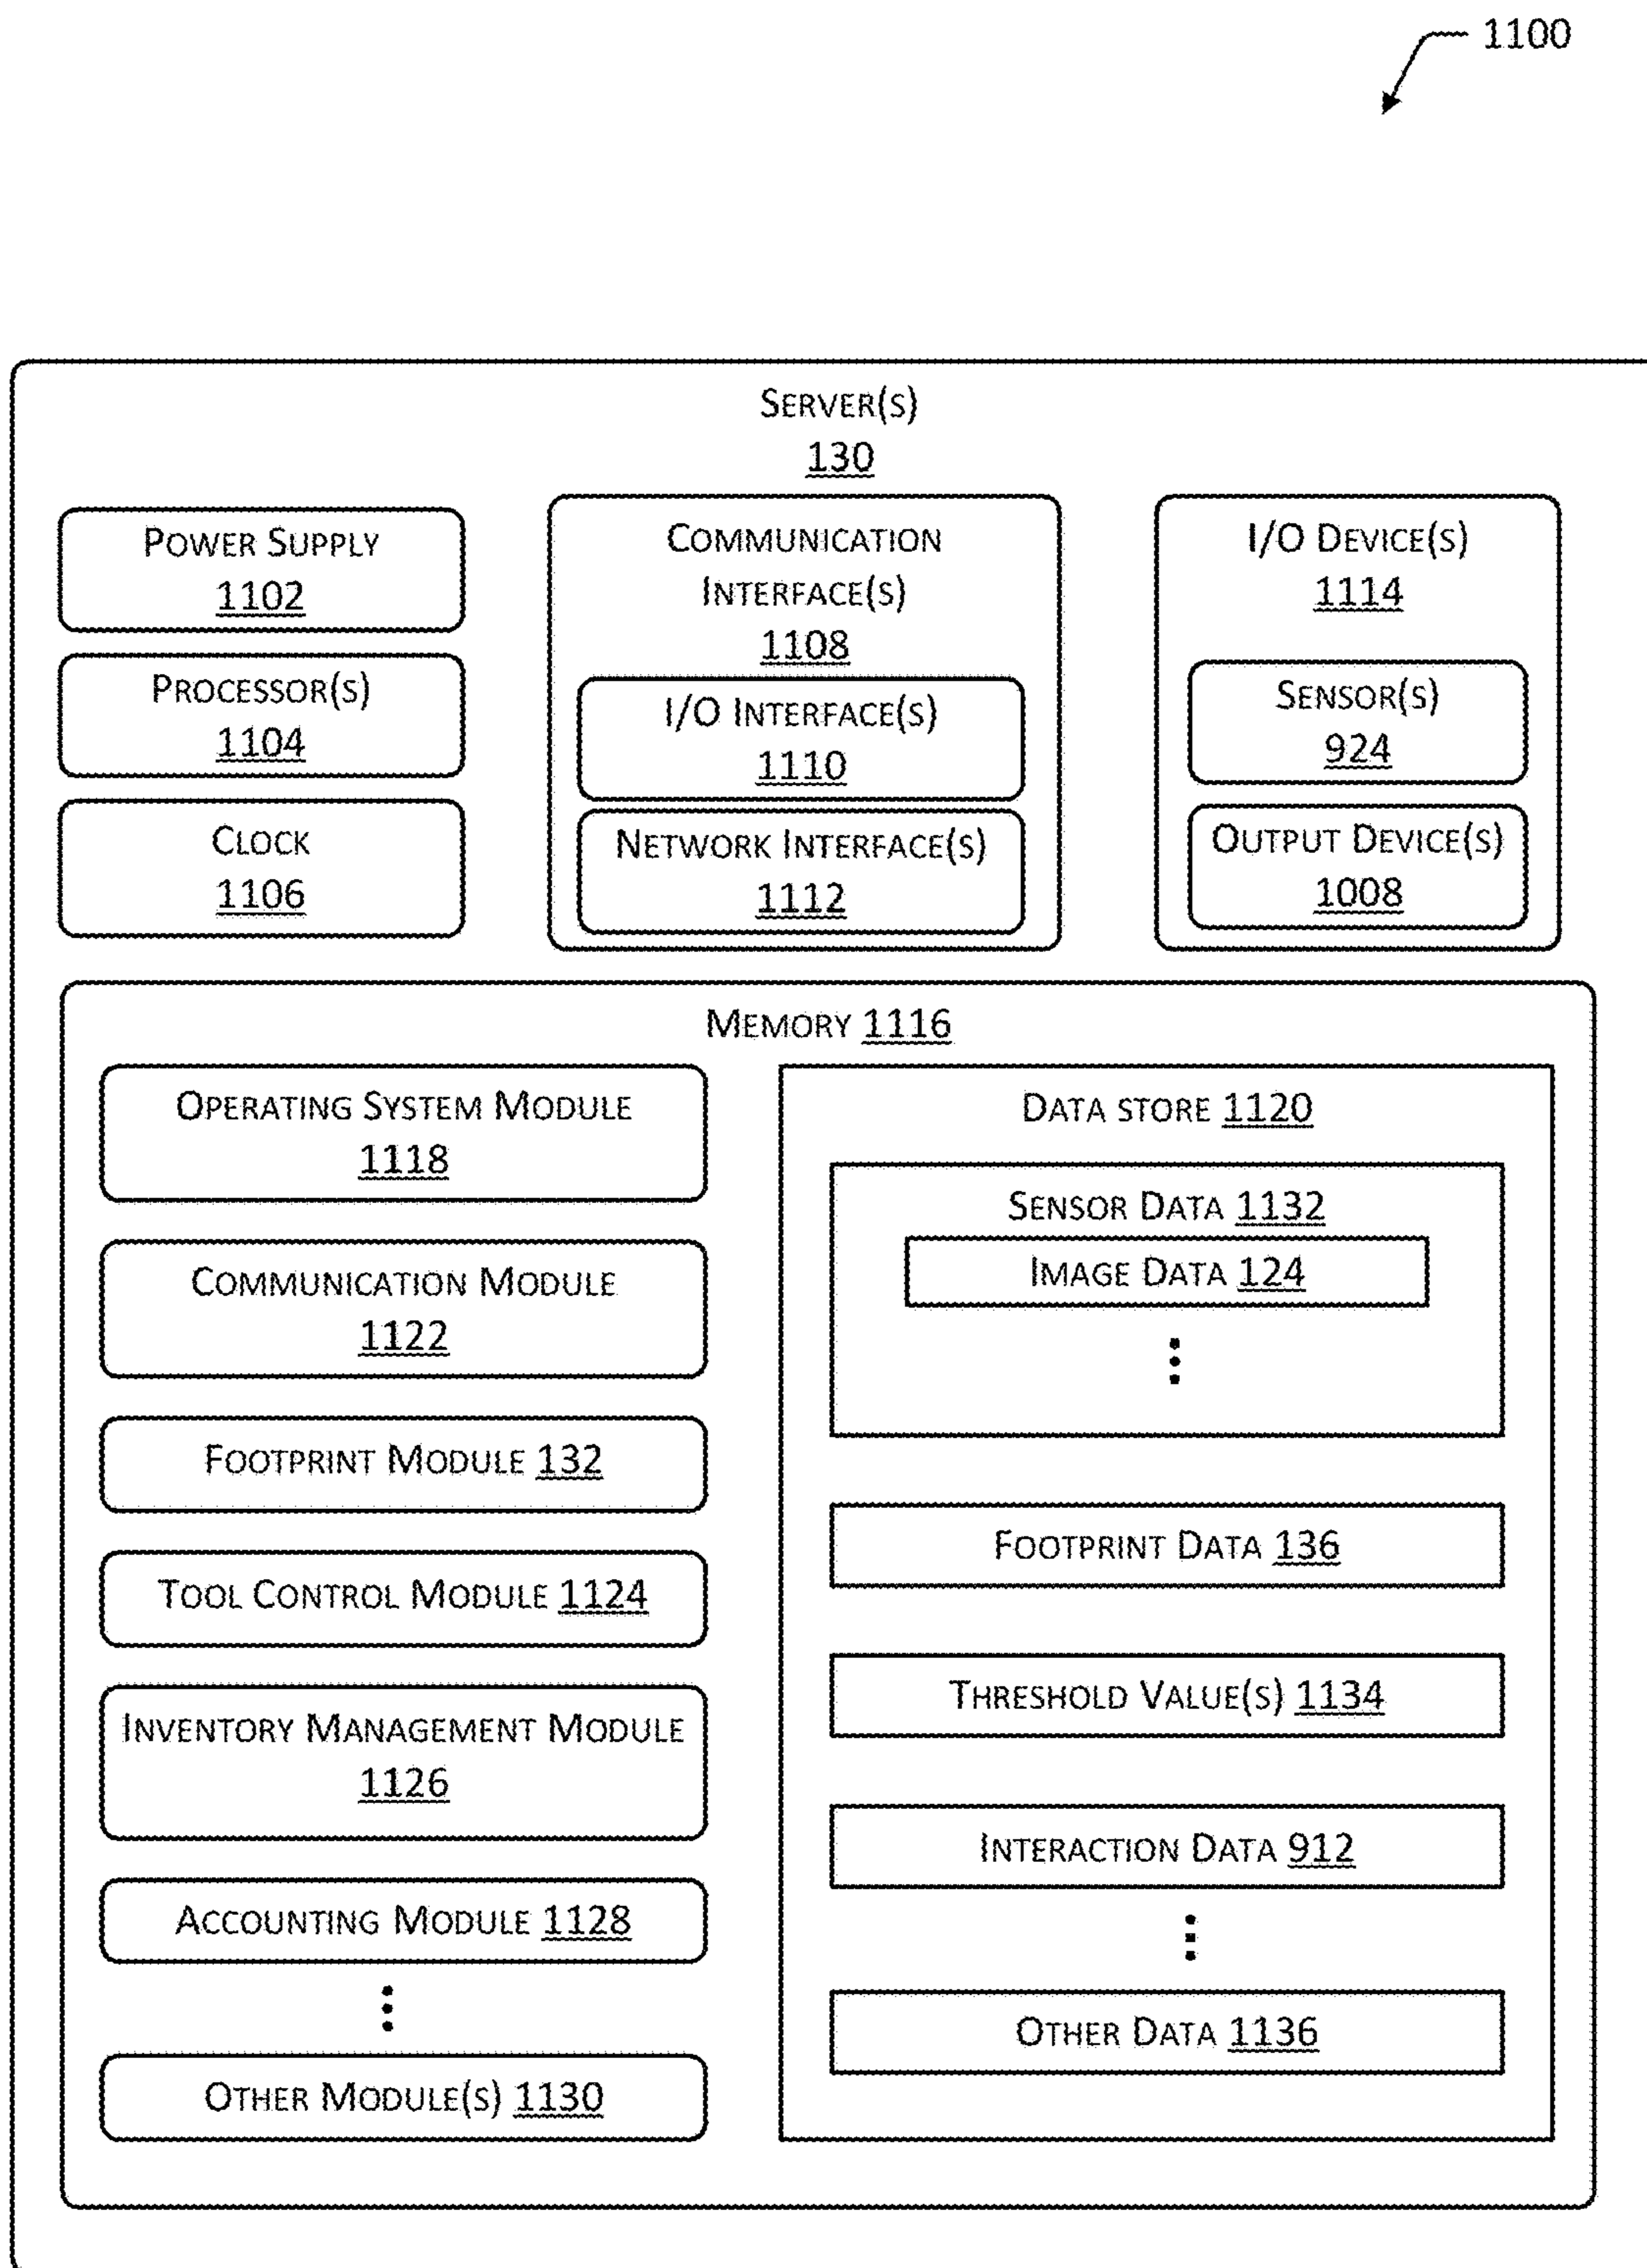 1100
SERVER(S)
130
POWER SUPPLY
1102
PROCESSOR(S)
1104
CLOCK
1106
COMMUNICATION
INTERFACE(S)
1108
I/O INTERFACE(S)
1110
NETWORK INTERFACE(S)
1112
I/O DEVICE(S)
1114
SENSOR(S)
924
OUTPUT DEVICE(S)
1008
MEMORY 1116
OPERATING SYSTEM MODULE
1118
COMMUNICATION MODULE
1122
FOOTPRINT MODULE 132
TOOL CONTROL MODULE 1124
INVENTORY MANAGEMENT MODULE
1126
ACCOUNTING MODULE 1128
OTHER MODULE(S) 1130
DATA STORE 1120
SENSOR DATA 1132
IMAGE DATA 124
FOOTPRINT DATA 136
THRESHOLD VALUE(S) 1134
INTERACTION DATA 912
OTHER DATA 1136